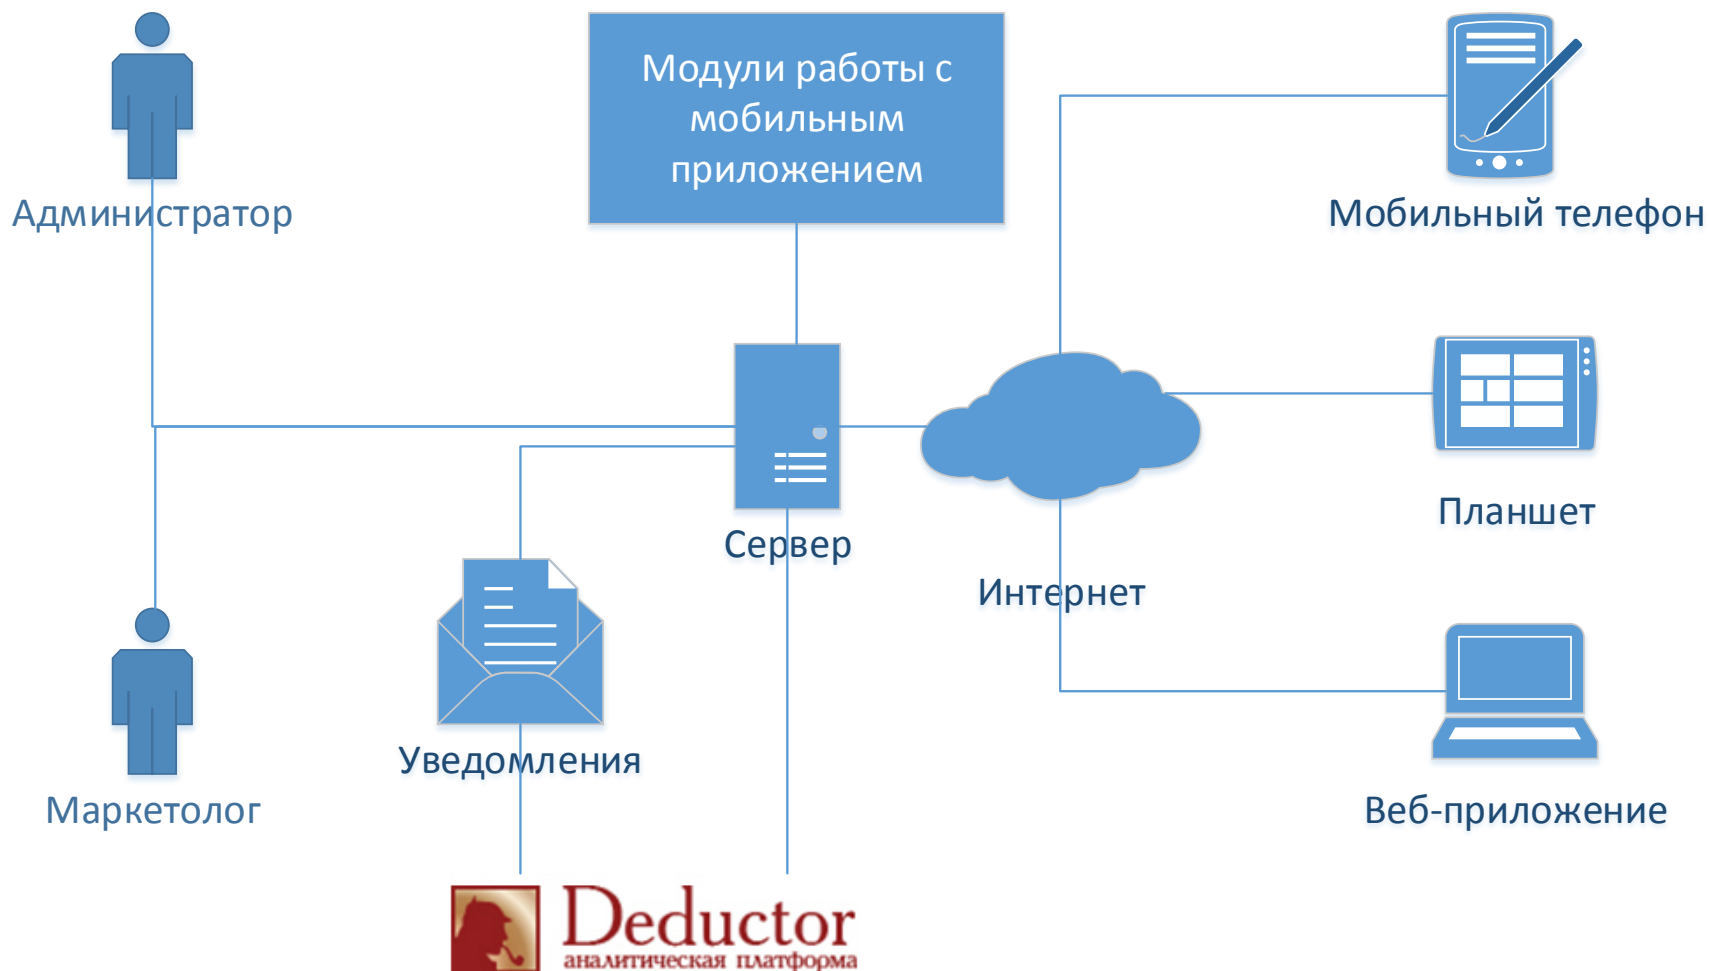 Модули работы с
мобильным
приложением
Администратор
Мобильный телефон
Планшет
Сервер
Интернет
Уведомления
Маркетолог
Веб-приложение
Deductor
аналитическая платформа